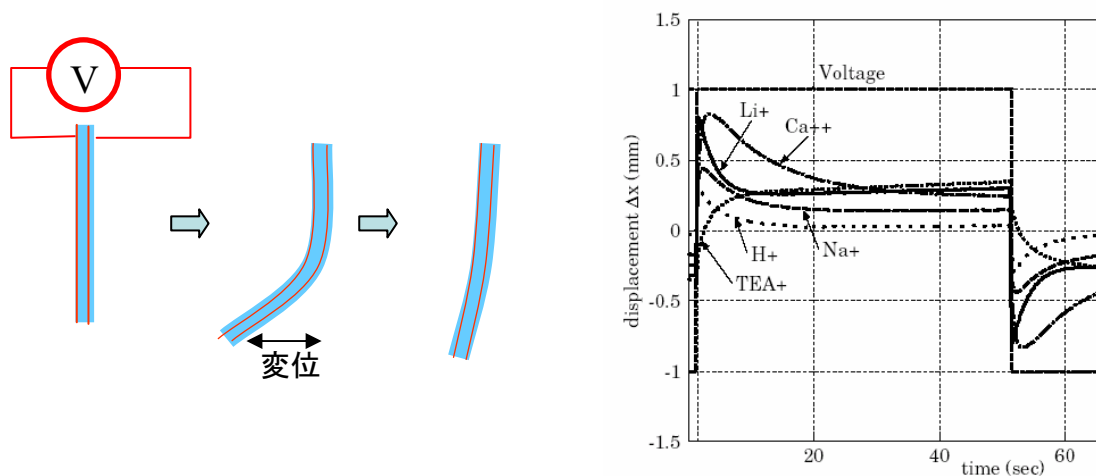 V
変位
1.5
1
0.5
0
-0.5
-1
-1.5
displacement Δx (mm)
Voltage
Li+
Ca++
H+
Na+
TEA+
20
40
60
time (sec)